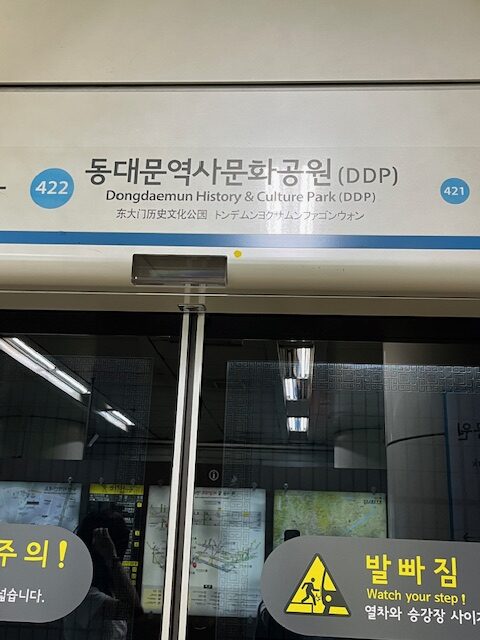 422
동대문역사문화공원 (DDP)
Dongdaemun History & Culture Park (DDP)
东大门历史文化公园 トンデムンヨクサムンファゴンウォン
421
주의!
넓습니다.
발빠짐
Watch your step!
열차와 승강장 사이